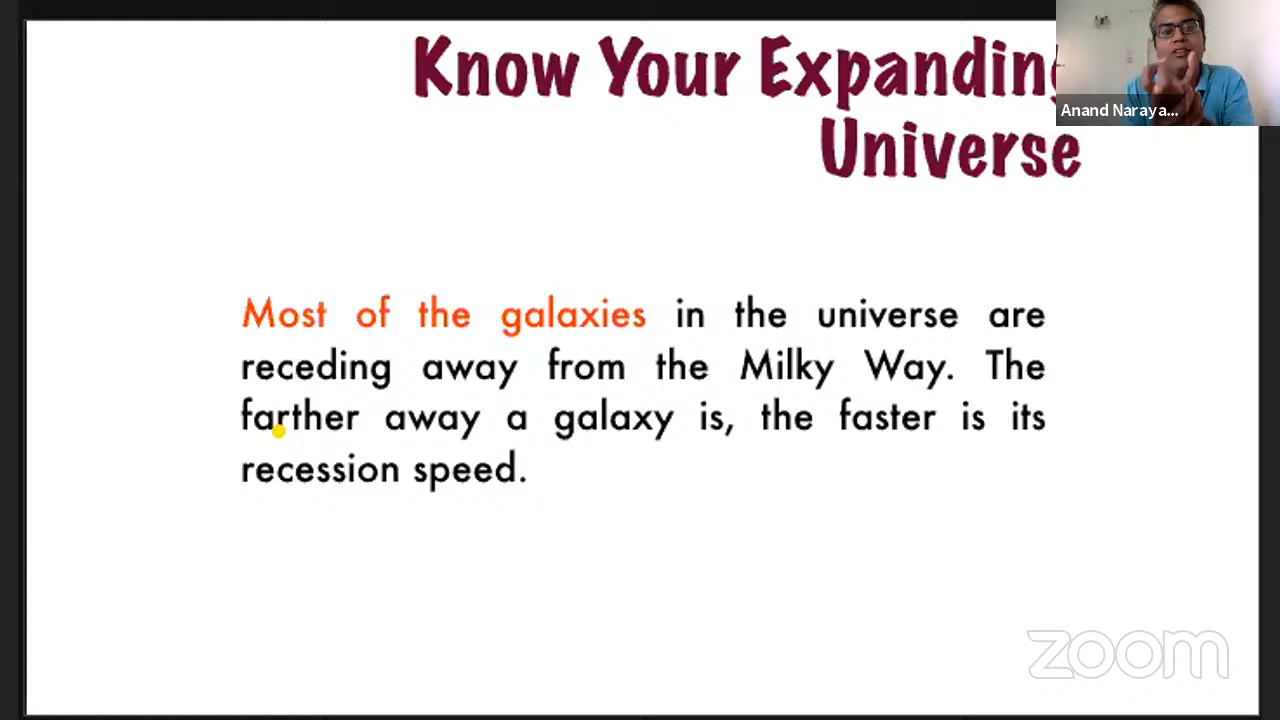 Know Your Expanding
Universe
Anand Naraya...
Most of the galaxies in the universe are
receding away from the Milky Way. The
farther away a galaxy is, the faster is its
recession speed.
zoom